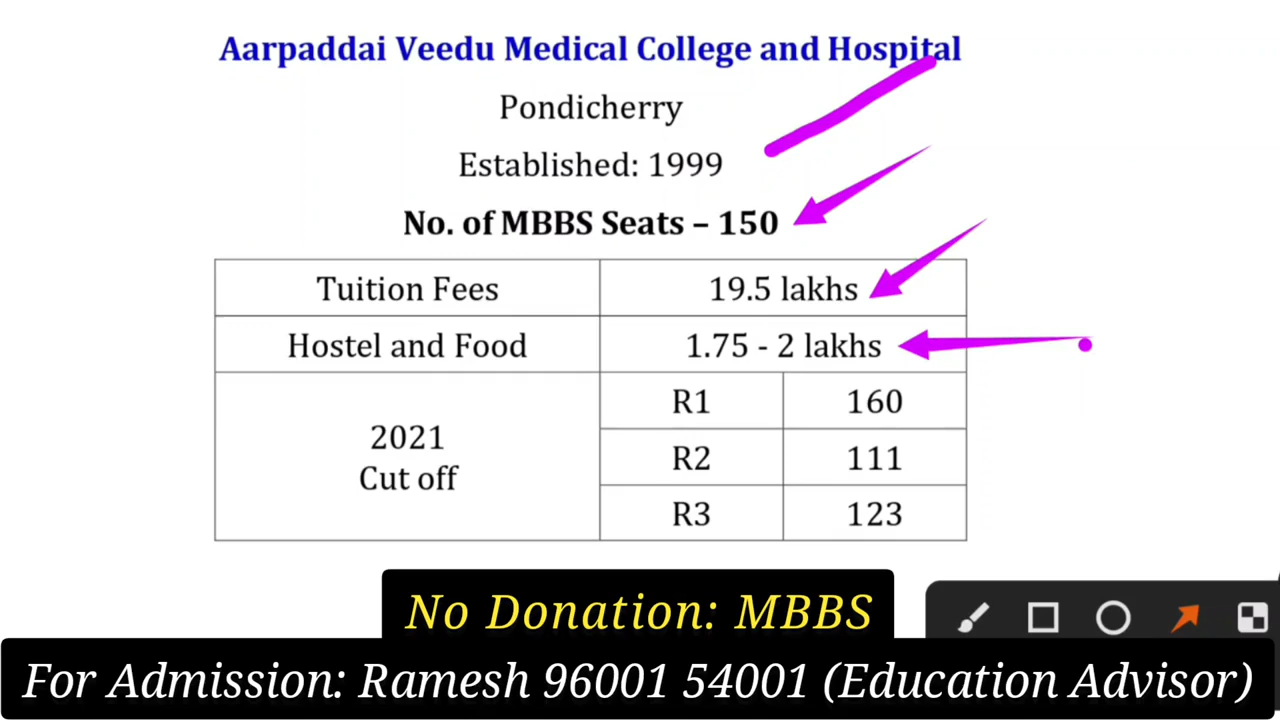 Aarpaddai Veedu Medical College and Hospital
Pondicherry
Established: 1999
No. of MBBS Seats – 150
Tuition Fees 19.5 lakhs
Hostel and Food 1.75 - 2 lakhs
2021
Cut off
R1 160
R2 111
R3 123
No Donation: MBBS
For Admission: Ramesh 96001 54001 (Education Advisor)